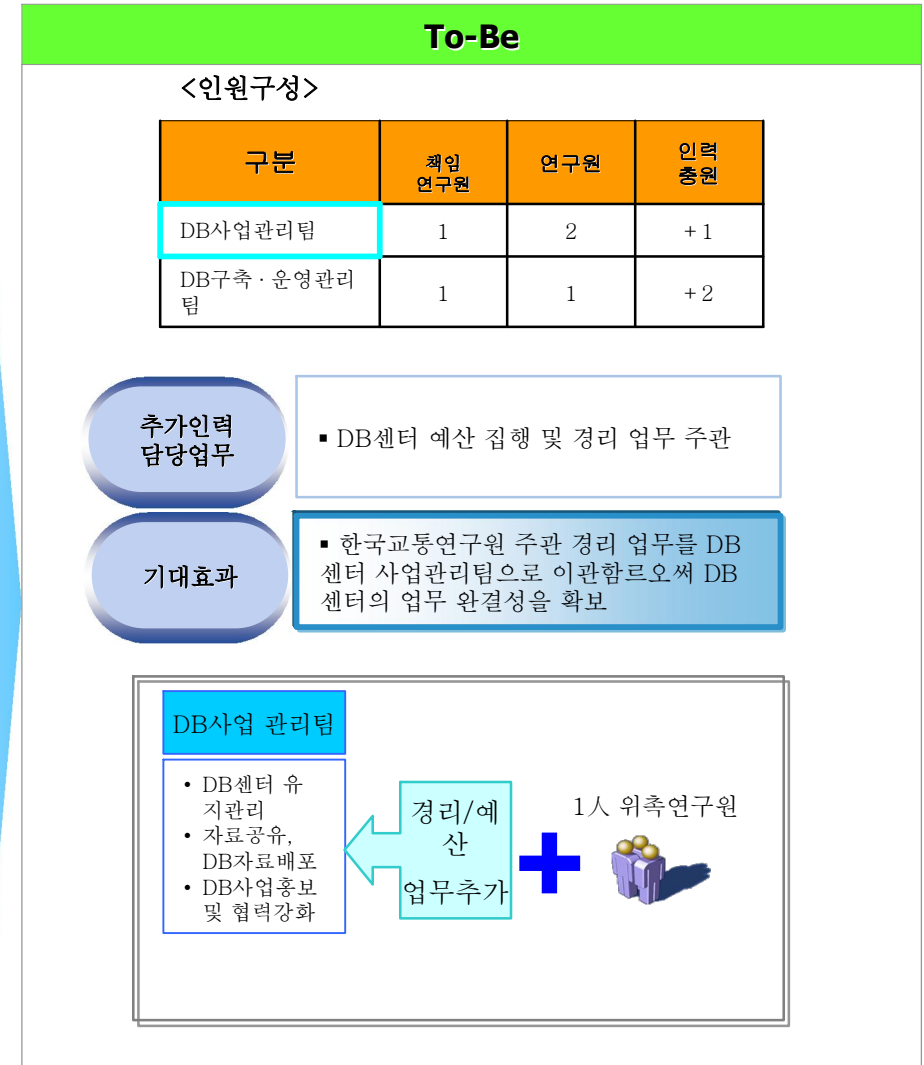 To-Be
<인원구성>
구분
책임
연구원
연구원
인력
충원
DB사업관리팀
1
2
+1
DB구축·운영관리
팀
1
1
+2
추가인력
담당업무
▪ DB센터 예산 집행 및 경리 업무 주관
기대효과
▪ 한국교통연구원 주관 경리 업무를 DB
센터 사업관리팀으로 이관함르오써 DB
센터의 업무 완결성을 확보
DB사업 관리팀
• DB센터 유
지관리
• 자료공유,
DB자료배포
• DB사업홍보
및 협력강화
경리/예
산
업무추가
1人 위촉연구원